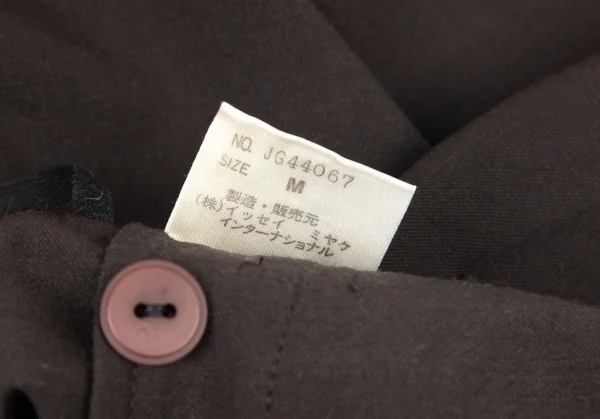 NO. JG44067
SIZE M
製造・販売元
(株)イッセイ ミヤケ
インターナショナル